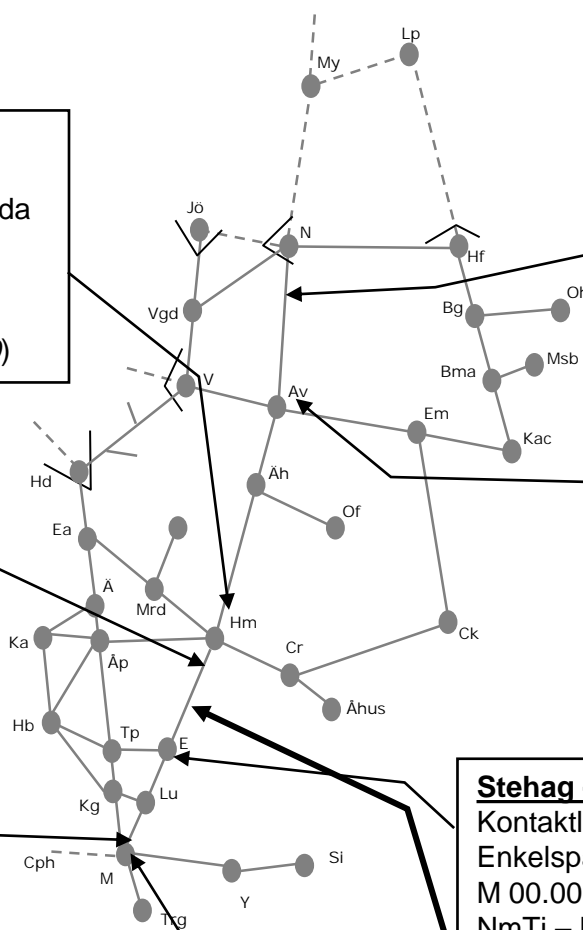 Lp
My
da
Jö
N
Hf
Vgd
Bg
Oh
)
V
Bma
Msb
Av
Em
Kac
Hd
Äh
Of
Ea
Ä
Mrd
Hm
Ka
Åp
Cr
Ck
Åhus
Hb
Tp
E
Kg
Lu
Stehag
Kontaktl
Enkelspå
Cph
M
Y
Si
M 00.00
Trg